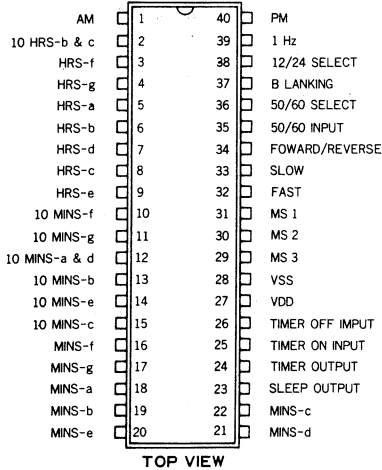 AM 1 40 PM
10 HRS-b & c 2 39 1 Hz
HRS-f 3 38 12/24 SELECT
HRS-g 4 37 B LANKING
HRS-a 5 36 50/60 SELECT
HRS-b 6 35 50/60 INPUT
HRS-d 7 34 FOWARD/REVERSE
HRS-c 8 33 SLOW
HRS-e 9 32 FAST
10 MINS-f 10 31 MS 1
10 MINS-g 11 30 MS 2
10 MINS-a & d 12 29 MS 3
10 MINS-b 13 28 VSS
10 MINS-e 14 27 VDD
10 MINS-c 15 26 TIMER OFF IMPUT
MINS-f 16 25 TIMER ON INPUT
MINS-g 17 24 TIMER OUTPUT
MINS-a 18 23 SLEEP OUTPUT
MINS-b 19 22 MINS-c
MINS-e 20 21 MINS-d
TOP VIEW